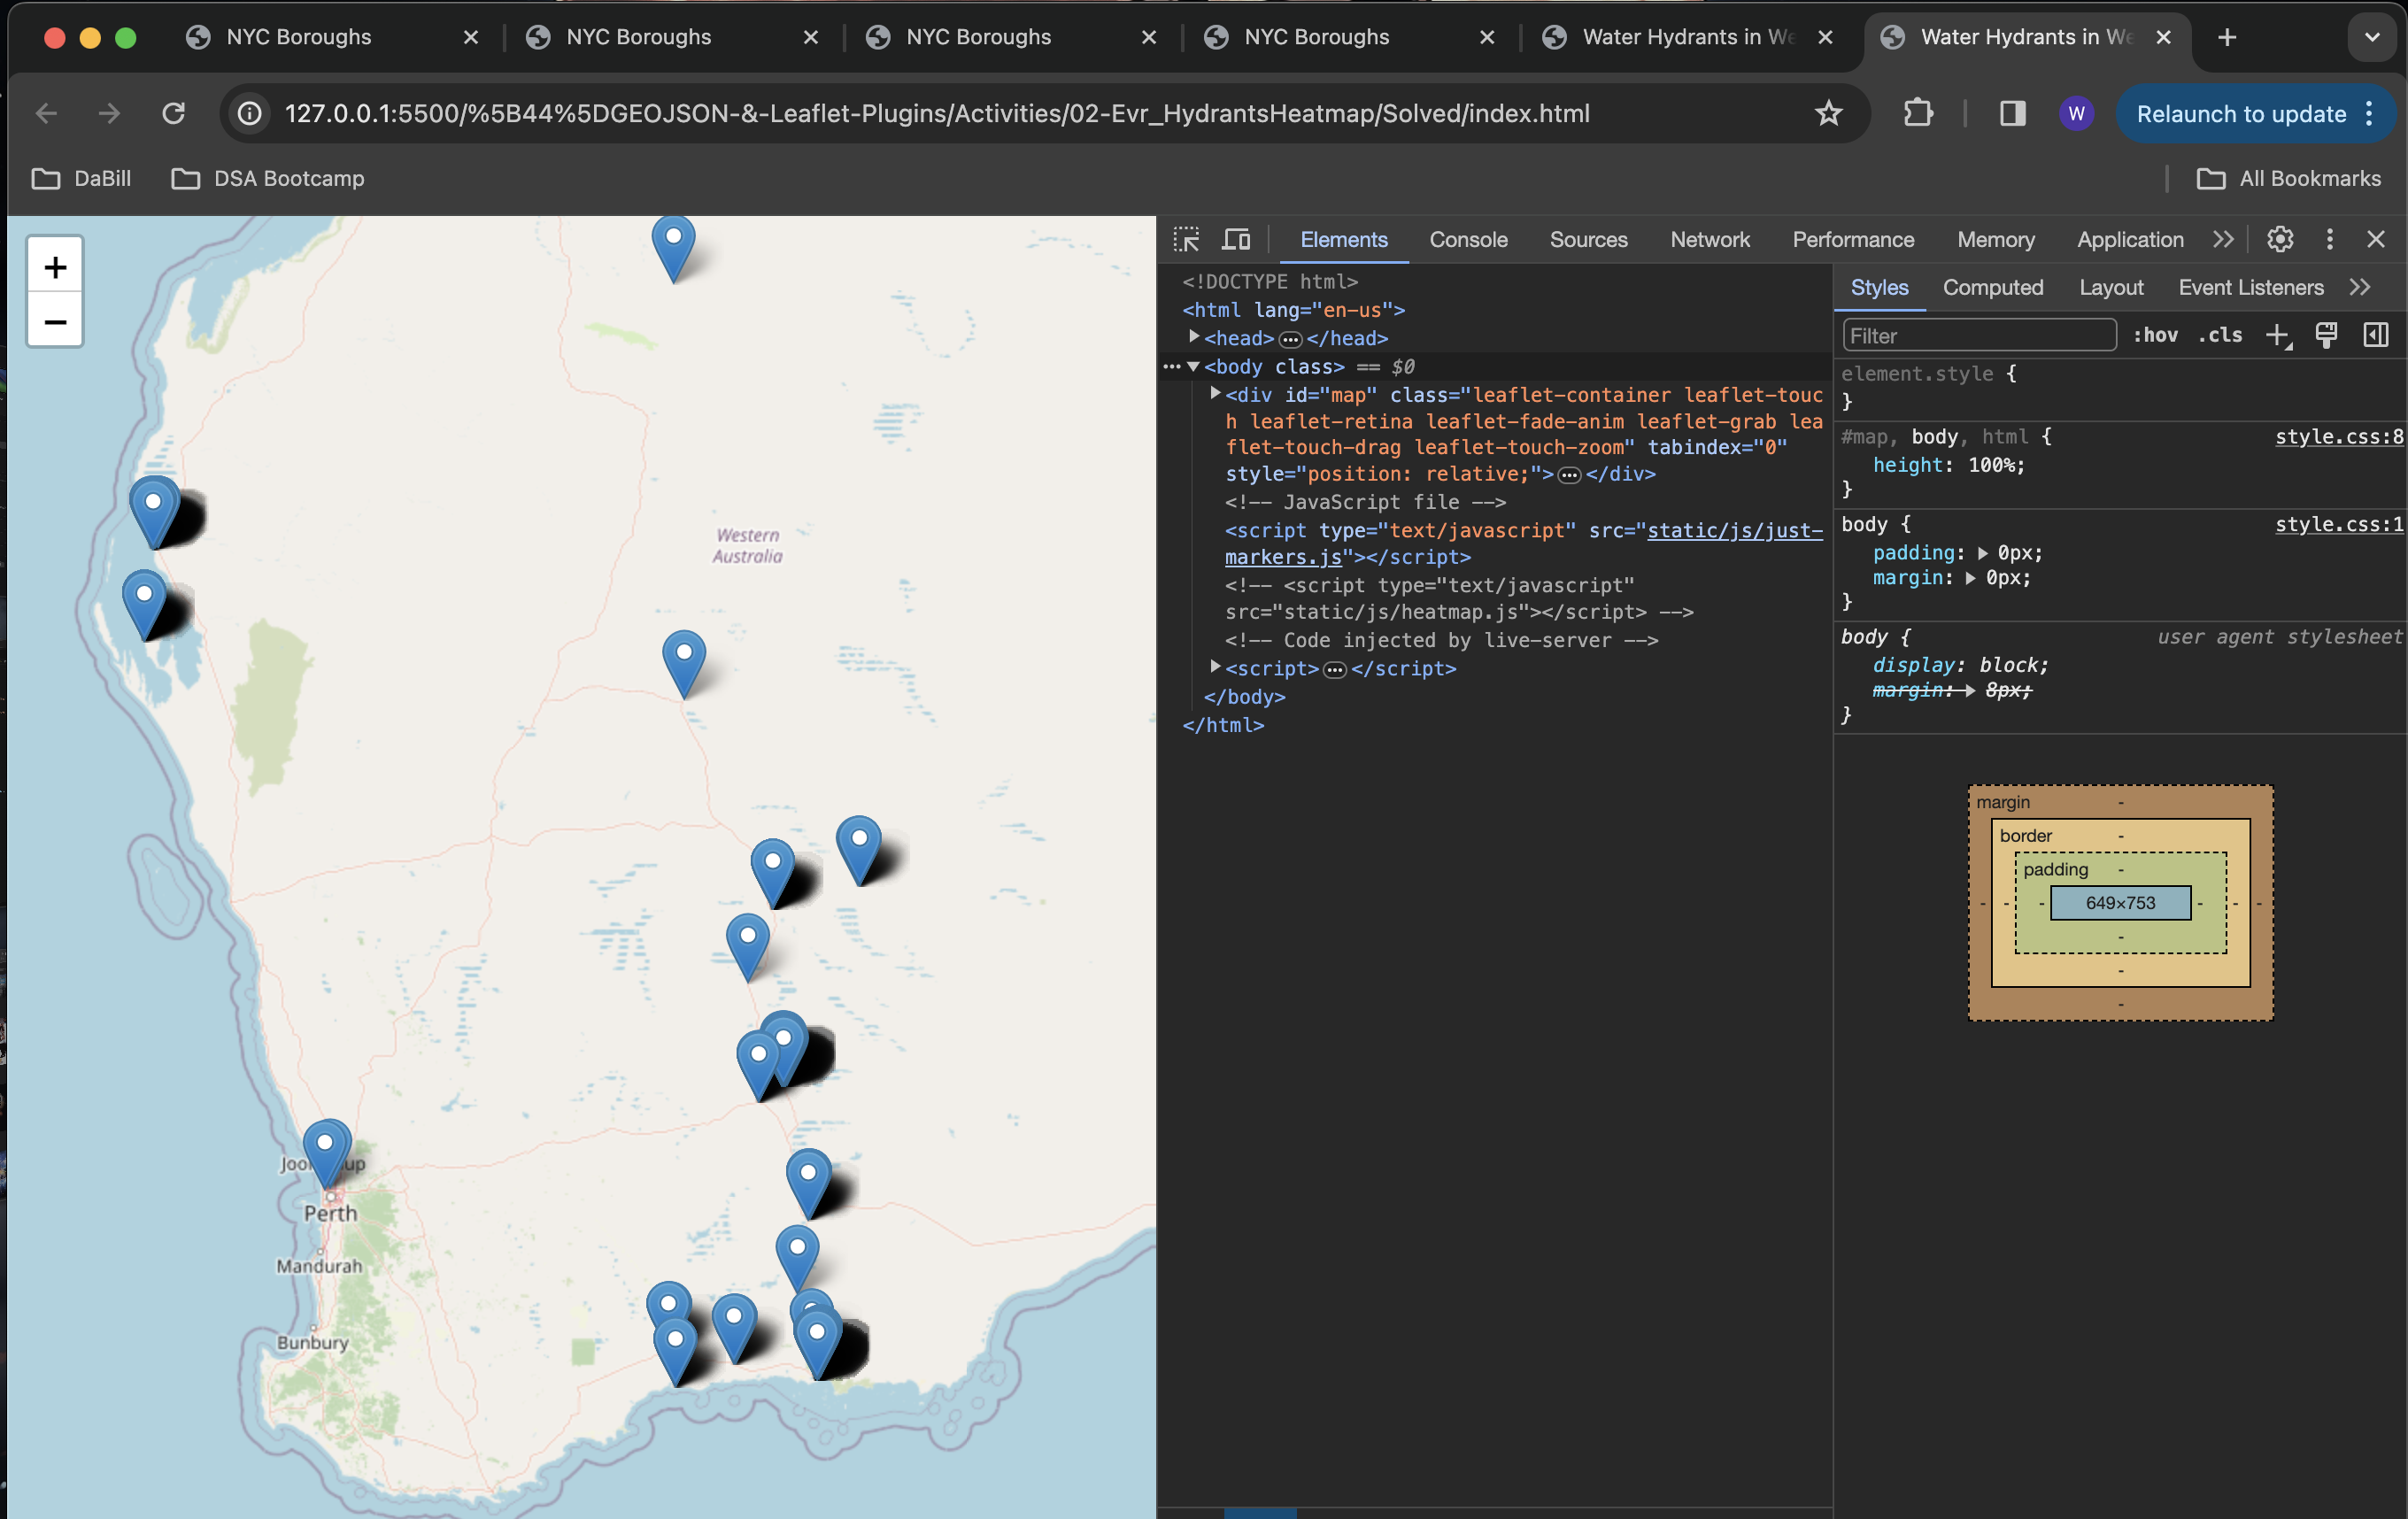 NYC Boroughs
NYC Boroughs
NYC Boroughs
NYC Boroughs
Water Hydrants in We
Water Hydrants in We
127.0.0.1:5500/%5B44%5DGEOJSON-&-Leaflet-Plugins/Activities/02-Evr_HydrantsHeatmap/Solved/index.html
W
Relaunch to update
DaBill
DSA Bootcamp
All Bookmarks
+
−
Western
Australia
Perth
Mandurah
Bunbury
Elements
Console
Sources
Network
Performance
Memory
Application
<!DOCTYPE html>
<html lang="en-us">
<head>…</head>
<body class> == $0
<div id="map" class="leaflet-container leaflet-touc
h leaflet-retina leaflet-fade-anim leaflet-grab lea
flet-touch-drag leaflet-touch-zoom" tabindex="0"
style="position: relative;">…</div>
<!-- JavaScript file -->
<script type="text/javascript" src="static/js/just-
markers.js"></script>
<!-- <script type="text/javascript"
src="static/js/heatmap.js"></script> -->
<!-- Code injected by live-server -->
<script>…</script>
</body>
</html>
Styles
Computed
Layout
Event Listeners
Filter
:hov
.cls
element.style {
}
#map, body, html {
style.css:8
height: 100%;
}
body {
style.css:1
padding: 0px;
margin: 0px;
}
body {
user agent stylesheet
display: block;
margin: 8px;
}
margin -
border -
padding -
- - - 649×753 - - -
-
-
-